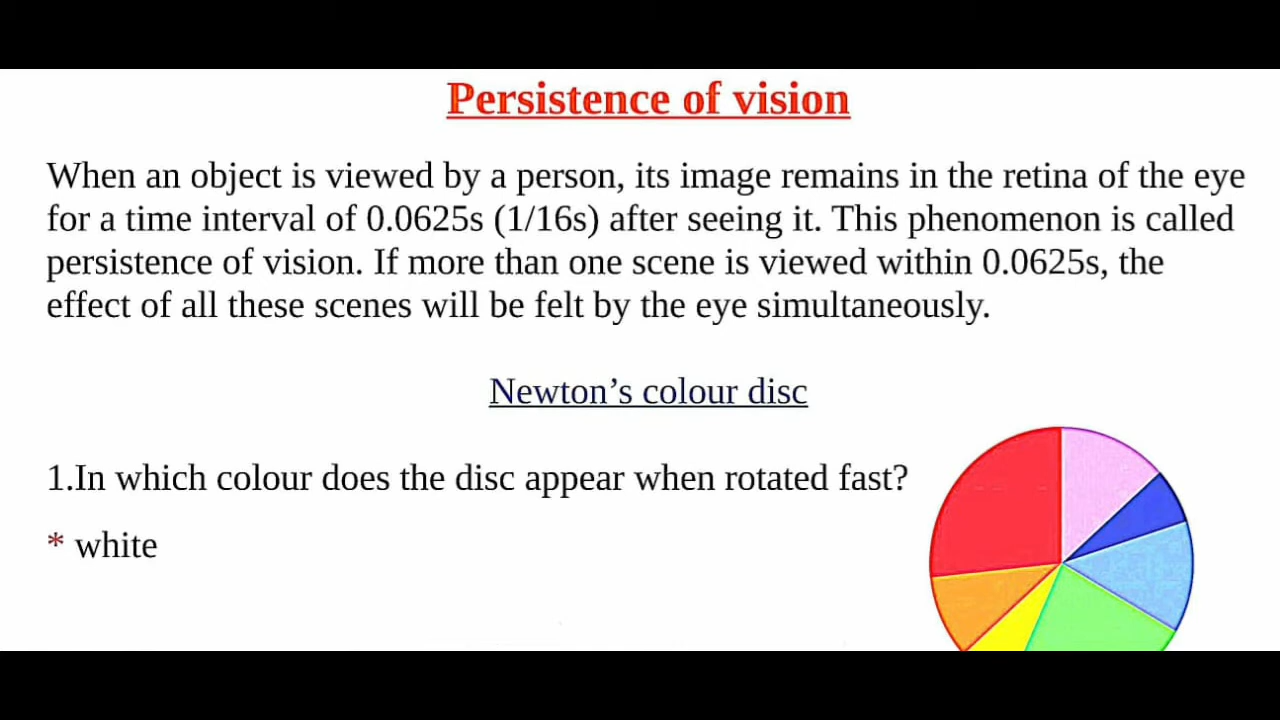 Persistence of vision
When an object is viewed by a person, its image remains in the retina of the eye
for a time interval of 0.0625s (1/16s) after seeing it. This phenomenon is called
persistence of vision. If more than one scene is viewed within 0.0625s, the
effect of all these scenes will be felt by the eye simultaneously.
Newton’s colour disc
1.In which colour does the disc appear when rotated fast?
* white